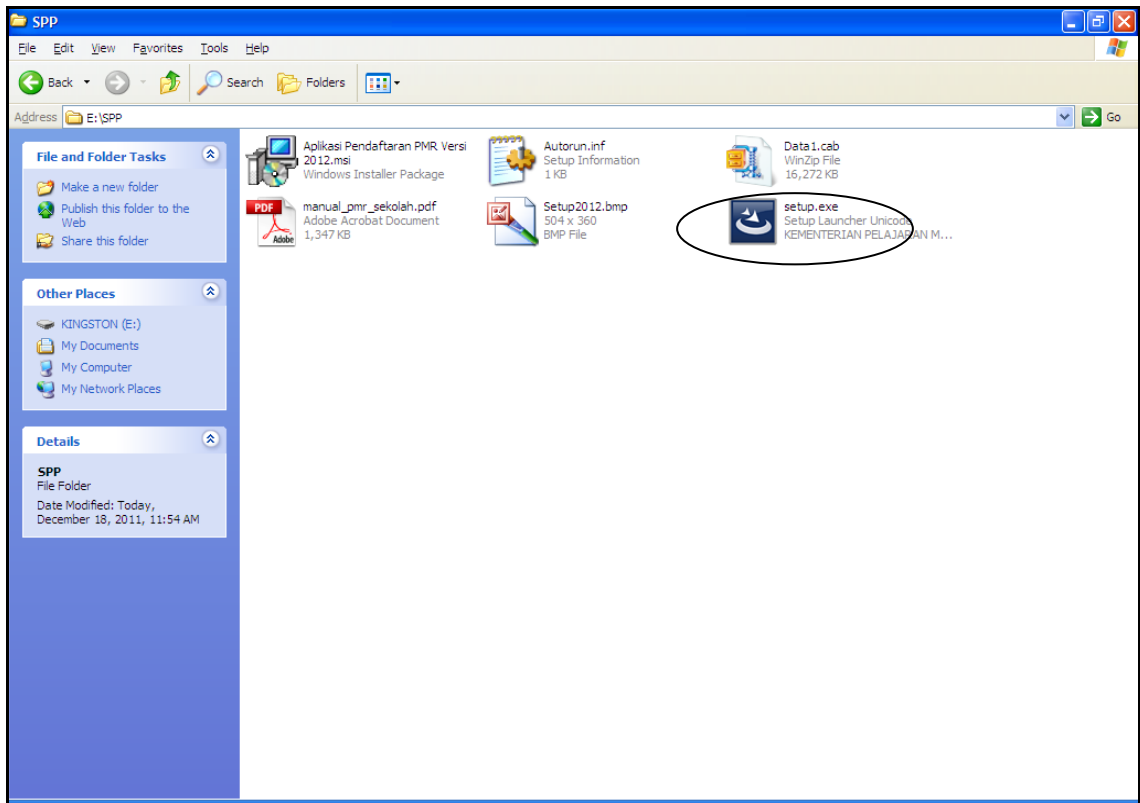 SPP
File Edit View Favorites Tools Help
Back Search Folders
Address E:\SPP Go
File and Folder Tasks
Make a new folder
Publish this folder to the
Web
Share this folder
Other Places
KINGSTON (E:)
My Documents
My Computer
My Network Places
Details
SPP
File Folder
Date Modified: Today,
December 18, 2011, 11:54 AM
Aplikasi Pendaftaran PMR Versi
2012.msi
Windows Installer Package
Autorun.inf
Setup Information
1 KB
Data1.cab
WinZip File
16,272 KB
PDF
Adobe
manual_pmr_sekolah.pdf
Adobe Acrobat Document
1,347 KB
Setup2012.bmp
504 x 360
BMP File
setup.exe
Setup Launcher Unicode
KEMENTERIAN PELAJARAN M...